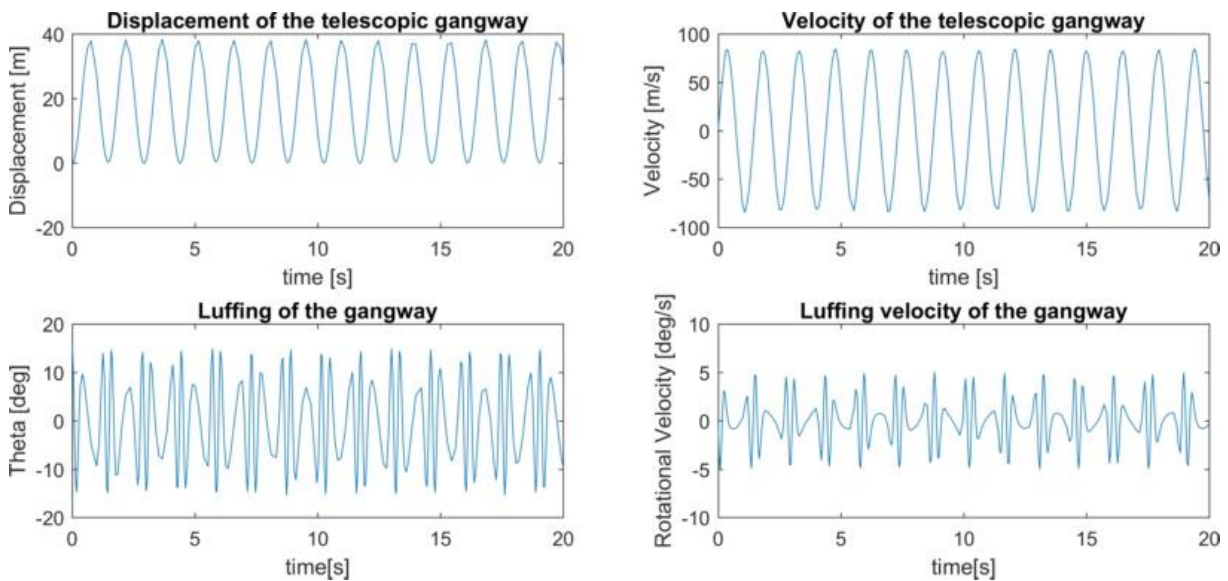 Displacement of the telescopic gangway
40
20
0
-20
Displacement [m]
0 5 10 15 20
time [s]
Velocity of the telescopic gangway
100
50
0
-50
-100
Velocity [m/s]
0 5 10 15 20
time [s]
Luffing of the gangway
20
10
0
-10
-20
Theta [deg]
0 5 10 15 20
time[s]
Luffing velocity of the gangway
10
5
0
-5
-10
Rotational Velocity [deg/s]
0 5 10 15 20
time[s]